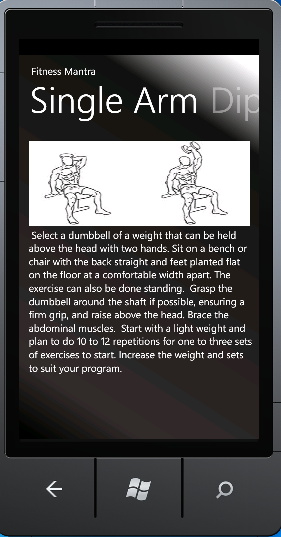 Fitness Mantra
Single Arm Dip
Select a dumbbell of a weight that can be held
above the head with two hands. Sit on a bench or
chair with the back straight and feet planted flat
on the floor at a comfortable width apart. The
exercise can also be done standing.  Grasp the
dumbbell around the shaft if possible, ensuring a
firm grip, and raise above the head. Brace the
abdominal muscles.  Start with a light weight and
plan to do 10 to 12 repetitions for one to three sets
of exercises to start. Increase the weight and sets
to suit your program.